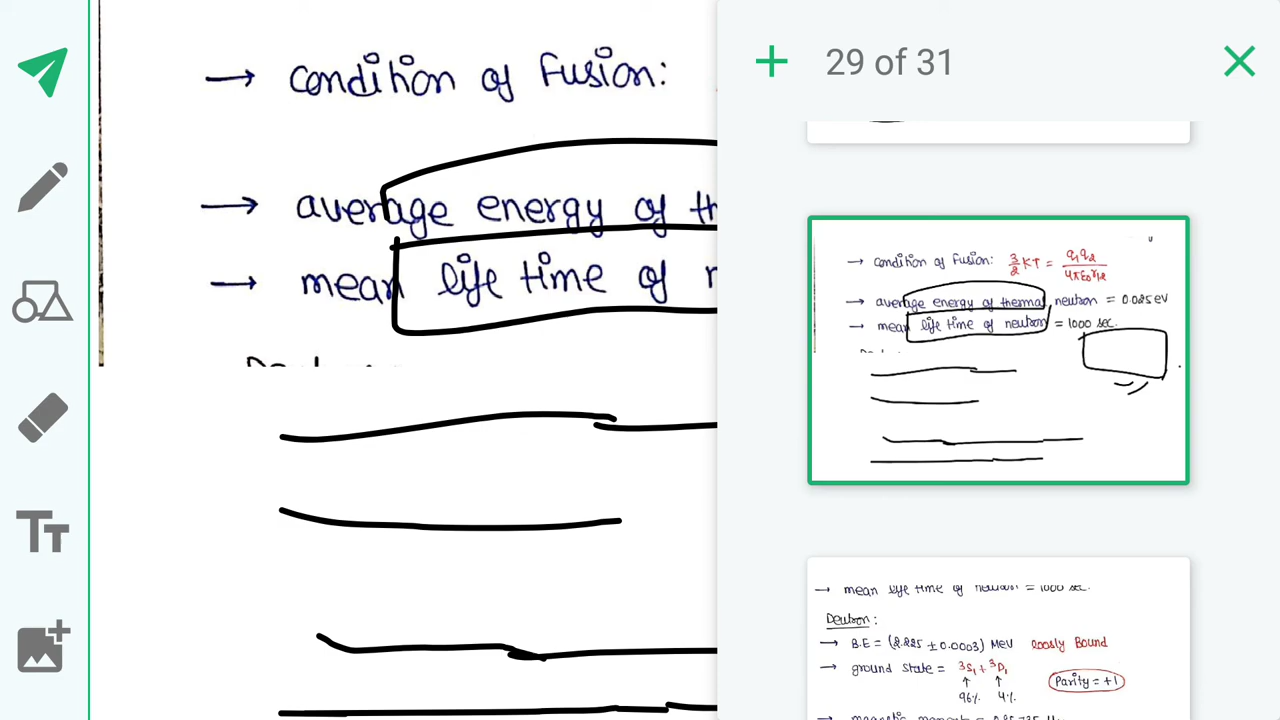 → condition of Fusion:
→ average energy of th
→ mean life time of n
TT
+ 29 of 31 ×
→ condition of Fusion: 3/2 KT = q1q2/4πε0r12
→ average energy of thermal neutron = 0.025 eV
→ mean life time of neutron = 1000 sec.
→ mean life time of neutron = 1000 sec.
Deutron:
→ B.E = (2.225 ± 0.0003) MeV loosly Bound
→ ground state = ³S₁ + ³D₁
↑ ↑
96% 4%
Parity = +1